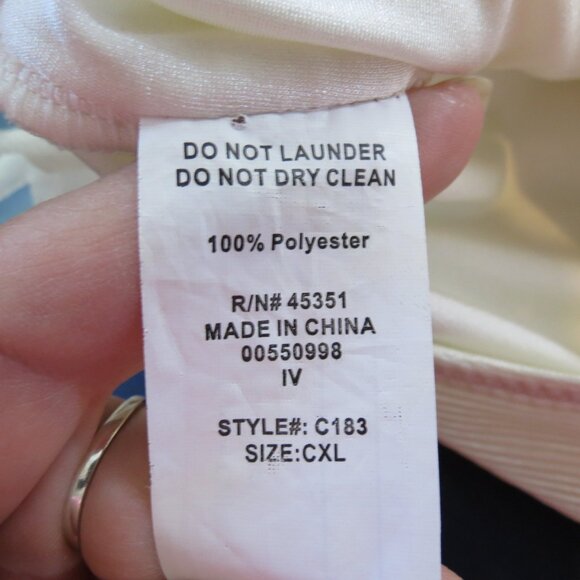 DO NOT LAUNDER
DO NOT DRY CLEAN
100% Polyester
R/N# 45351
MADE IN CHINA
00550998
IV
STYLE#: C183
SIZE:CXL